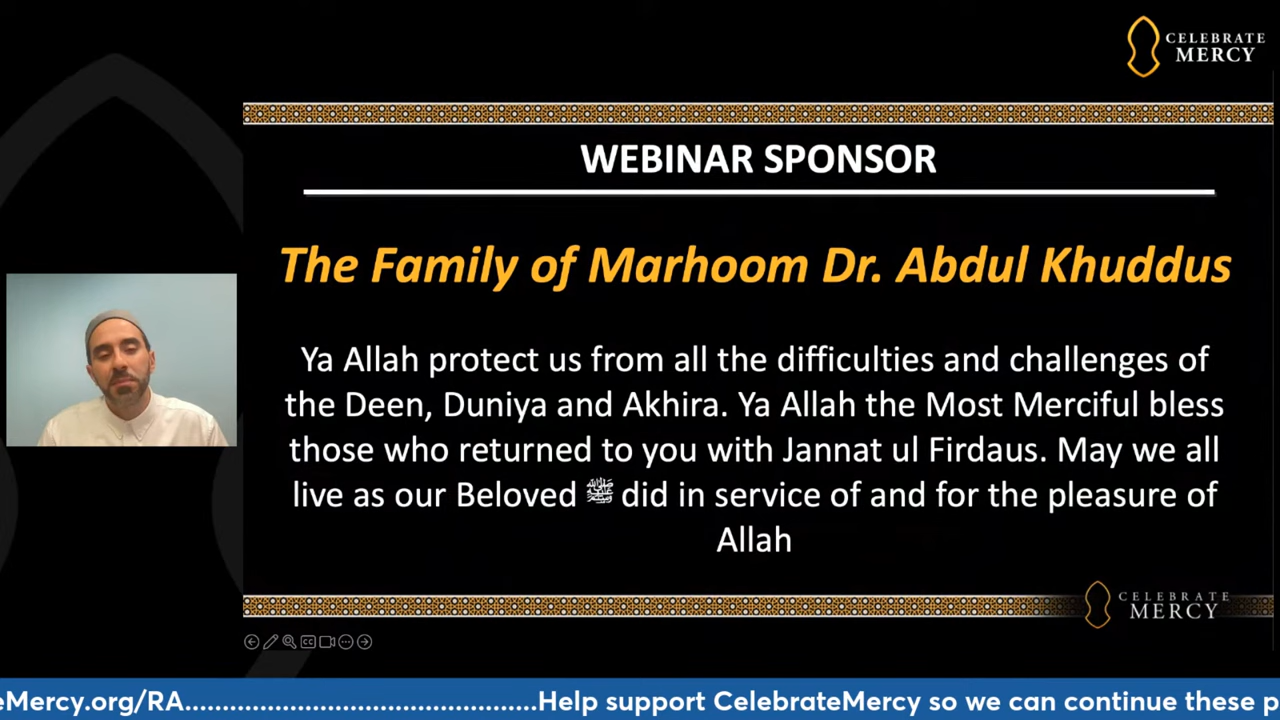 CELEBRATE
MERCY
WEBINAR SPONSOR
The Family of Marhoom Dr. Abdul Khuddus
Ya Allah protect us from all the difficulties and challenges of
the Deen, Duniya and Akhira. Ya Allah the Most Merciful bless
those who returned to you with Jannat ul Firdaus. May we all
live as our Beloved ﷺ did in service of and for the pleasure of
Allah
CELEBRATE
MERCY
CC
eMercy.org/RA.................................................Help support CelebrateMercy so we can continue these p